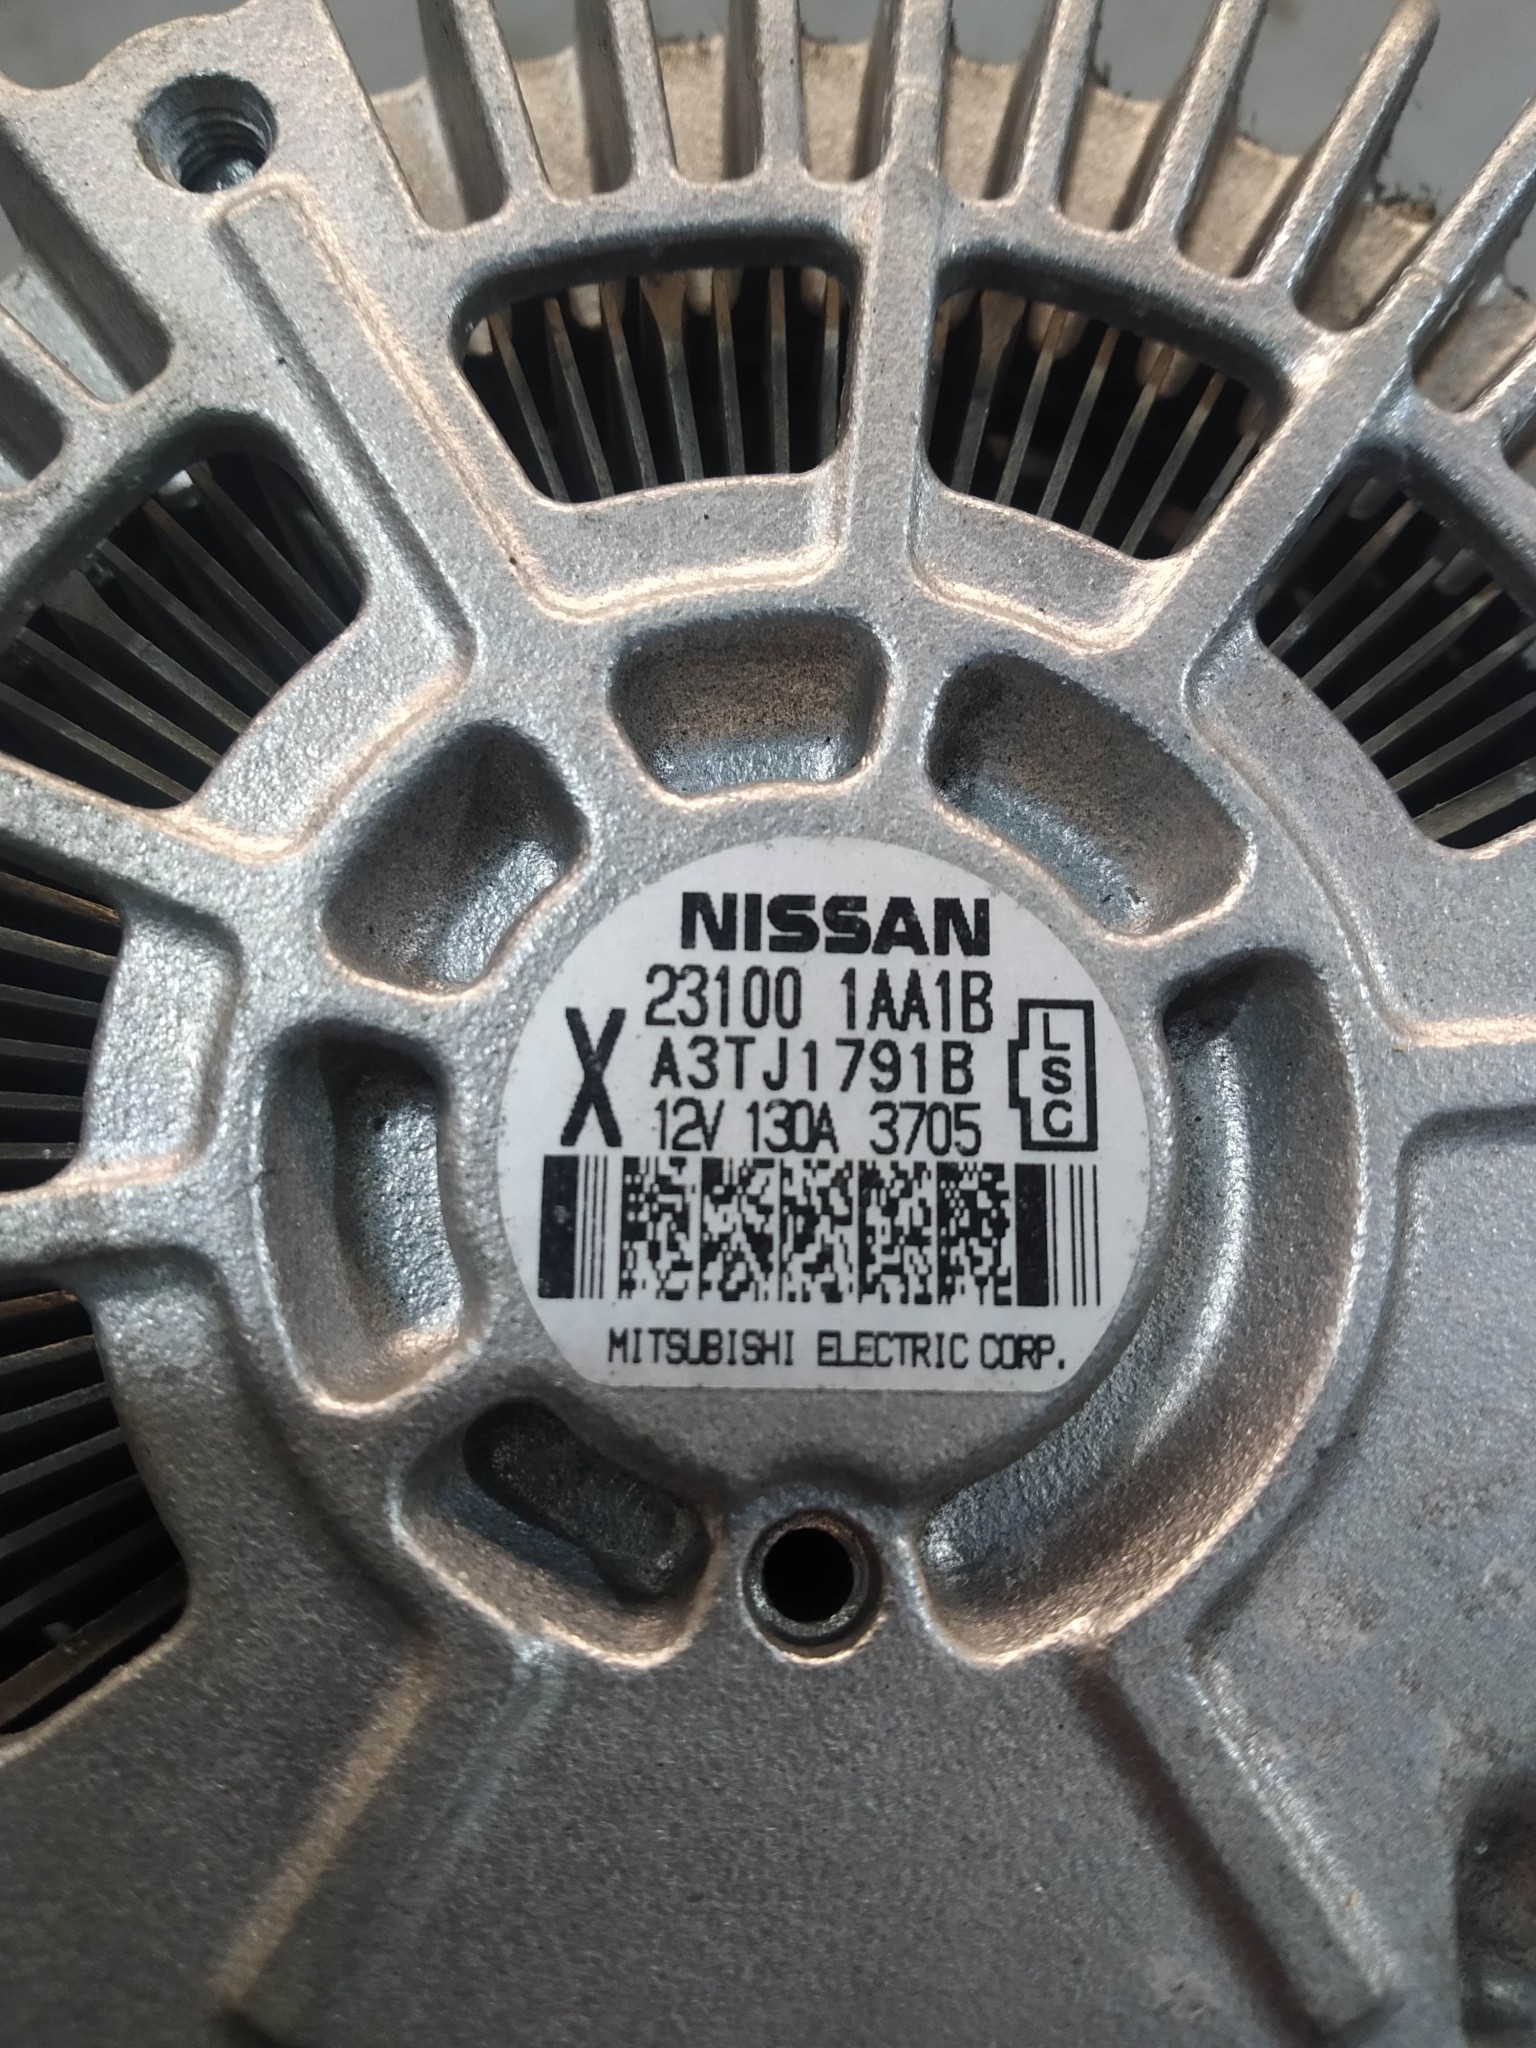 NISSAN
23100 1AA1B
X A3TJ1791B
12V 130A 3705
L
S
C
MITSUBISHI ELECTRIC CORP.